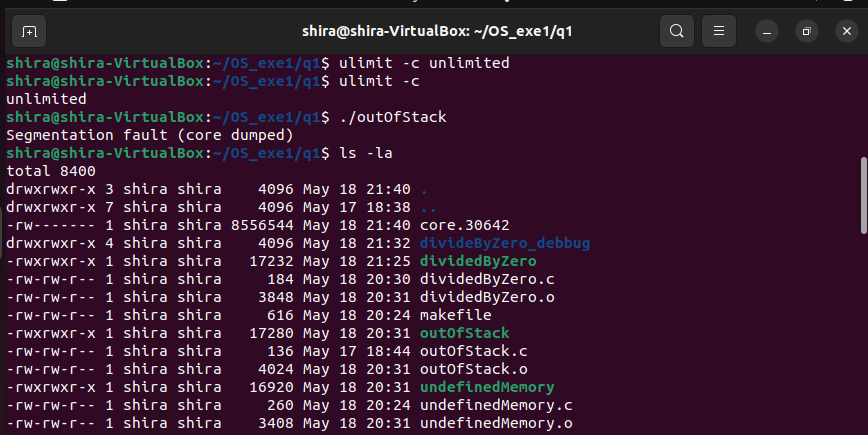 shira@shira-VirtualBox: ~/OS_exe1/q1
shira@shira-VirtualBox:~/OS_exe1/q1$ ulimit -c unlimited
shira@shira-VirtualBox:~/OS_exe1/q1$ ulimit -c
unlimited
shira@shira-VirtualBox:~/OS_exe1/q1$ ./outOfStack
Segmentation fault (core dumped)
shira@shira-VirtualBox:~/OS_exe1/q1$ ls -la
total 8400
drwxrwxr-x 3 shira shira    4096 May 18 21:40 .
drwxrwxr-x 7 shira shira    4096 May 17 18:38 ..
-rw------- 1 shira shira 8556544 May 18 21:40 core.30642
drwxrwxr-x 4 shira shira    4096 May 18 21:32 divideByZero_debbug
-rwxrwxr-x 1 shira shira   17232 May 18 21:25 dividedByZero
-rw-rw-r-- 1 shira shira     184 May 18 20:30 dividedByZero.c
-rw-rw-r-- 1 shira shira    3848 May 18 20:31 dividedByZero.o
-rw-rw-r-- 1 shira shira     616 May 18 20:24 makefile
-rwxrwxr-x 1 shira shira   17280 May 18 20:31 outOfStack
-rw-rw-r-- 1 shira shira     136 May 17 18:44 outOfStack.c
-rw-rw-r-- 1 shira shira    4024 May 18 20:31 outOfStack.o
-rwxrwxr-x 1 shira shira   16920 May 18 20:31 undefinedMemory
-rw-rw-r-- 1 shira shira     260 May 18 20:24 undefinedMemory.c
-rw-rw-r-- 1 shira shira    3408 May 18 20:31 undefinedMemory.o